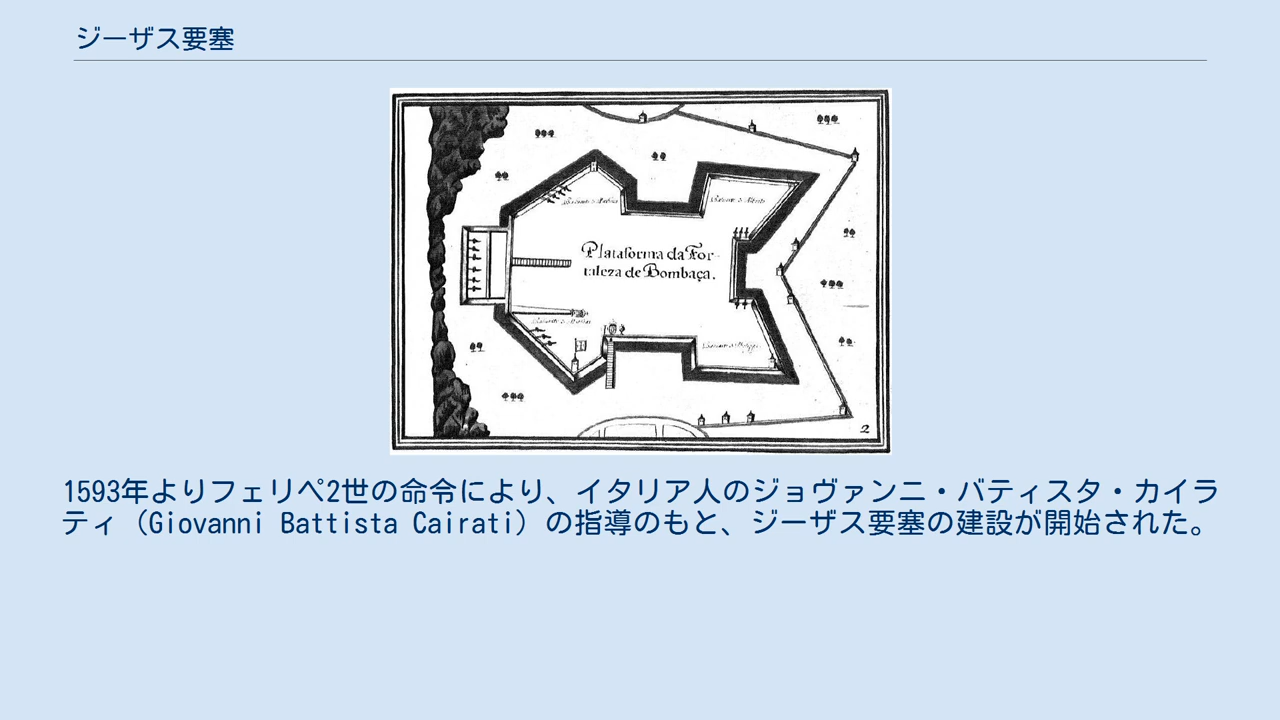 ジーザス要塞
Plataforma da For-
taleza de Bombaça.
2
1593年よりフェリペ2世の命令により、イタリア人のジョヴァンニ・バティスタ・カイラ
ティ（Giovanni Battista Cairati）の指導のもと、ジーザス要塞の建設が開始された。